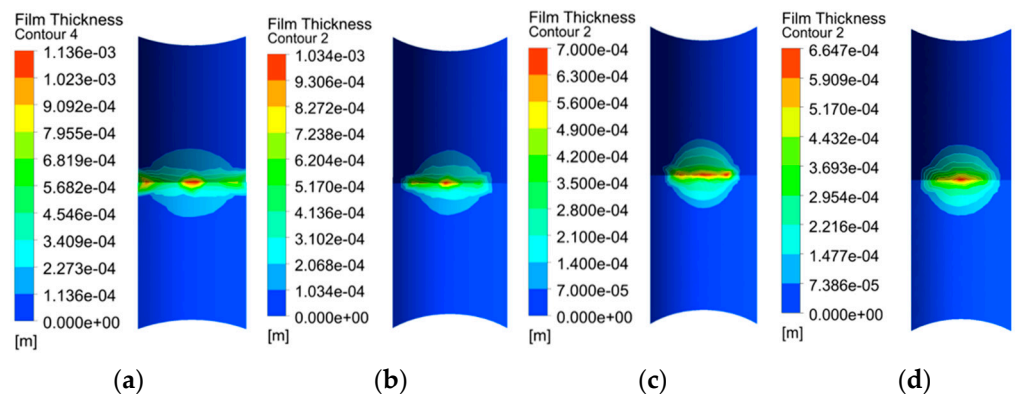 Film Thickness
Contour 4
1.136e-03
1.023e-03
9.092e-04
7.955e-04
6.819e-04
5.682e-04
4.546e-04
3.409e-04
2.273e-04
1.136e-04
0.000e+00
[m]
(a)
Film Thickness
Contour 2
1.034e-03
9.306e-04
8.272e-04
7.238e-04
6.204e-04
5.170e-04
4.136e-04
3.102e-04
2.068e-04
1.034e-04
0.000e+00
[m]
(b)
Film Thickness
Contour 2
7.000e-04
6.300e-04
5.600e-04
4.900e-04
4.200e-04
3.500e-04
2.800e-04
2.100e-04
1.400e-04
7.000e-05
0.000e+00
[m]
(c)
Film Thickness
Contour 2
6.647e-04
5.909e-04
5.170e-04
4.432e-04
3.693e-04
2.954e-04
2.216e-04
1.477e-04
7.386e-05
0.000e+00
[m]
(d)